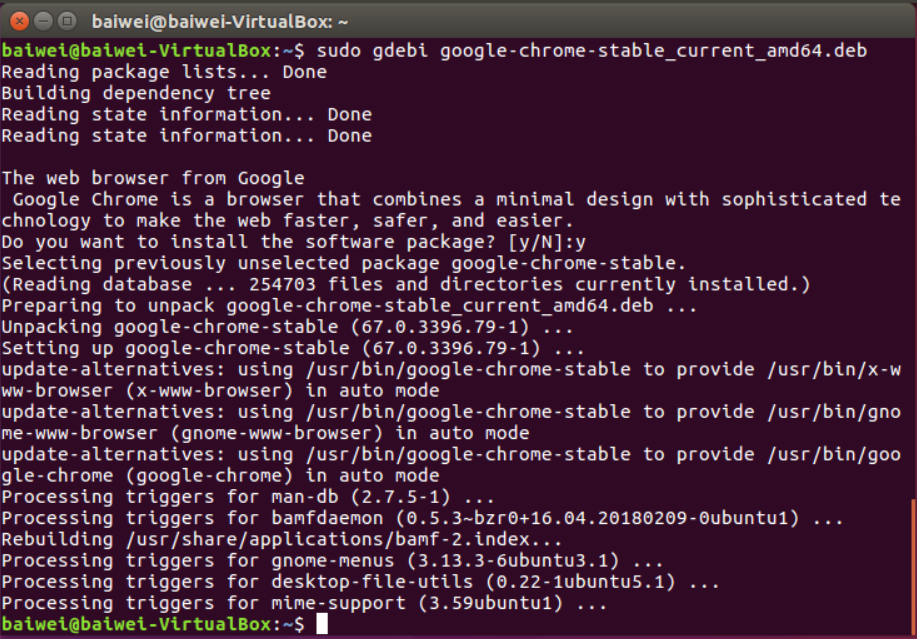 baiwei@baiwei-VirtualBox: ~
baiwei@baiwei-VirtualBox:~$ sudo gdebi google-chrome-stable_current_amd64.deb
Reading package lists... Done
Building dependency tree
Reading state information... Done
Reading state information... Done
The web browser from Google
 Google Chrome is a browser that combines a minimal design with sophisticated te
chnology to make the web faster, safer, and easier.
Do you want to install the software package? [y/N]:y
Selecting previously unselected package google-chrome-stable.
(Reading database ... 254703 files and directories currently installed.)
Preparing to unpack google-chrome-stable_current_amd64.deb ...
Unpacking google-chrome-stable (67.0.3396.79-1) ...
Setting up google-chrome-stable (67.0.3396.79-1) ...
update-alternatives: using /usr/bin/google-chrome-stable to provide /usr/bin/x-w
ww-browser (x-www-browser) in auto mode
update-alternatives: using /usr/bin/google-chrome-stable to provide /usr/bin/gno
me-www-browser (gnome-www-browser) in auto mode
update-alternatives: using /usr/bin/google-chrome-stable to provide /usr/bin/goo
gle-chrome (google-chrome) in auto mode
Processing triggers for man-db (2.7.5-1) ...
Processing triggers for bamfdaemon (0.5.3~bzr0+16.04.20180209-0ubuntu1) ...
Rebuilding /usr/share/applications/bamf-2.index...
Processing triggers for gnome-menus (3.13.3-6ubuntu3.1) ...
Processing triggers for desktop-file-utils (0.22-1ubuntu5.1) ...
Processing triggers for mime-support (3.59ubuntu1) ...
baiwei@baiwei-VirtualBox:~$